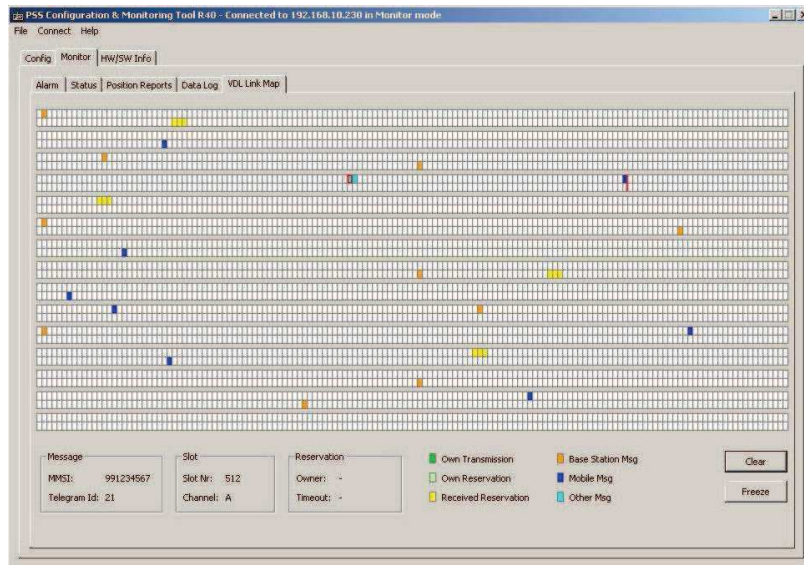 PSS Configuration & Monitoring Tool R40 - Connected to 192.168.10.230 in Monitor mode
File Connect Help
Config Monitor HW/SW Info
Alarm Status Position Reports Data Log VDL Link Map
Message
MMSI: 991234567
Telegram Id: 21
Slot
Slot Nr: 512
Channel: A
Reservation
Owner: -
Timeout: -
Own Transmission
Own Reservation
Received Reservation
Base Station Msg
Mobile Msg
Other Msg
Clear
Freeze